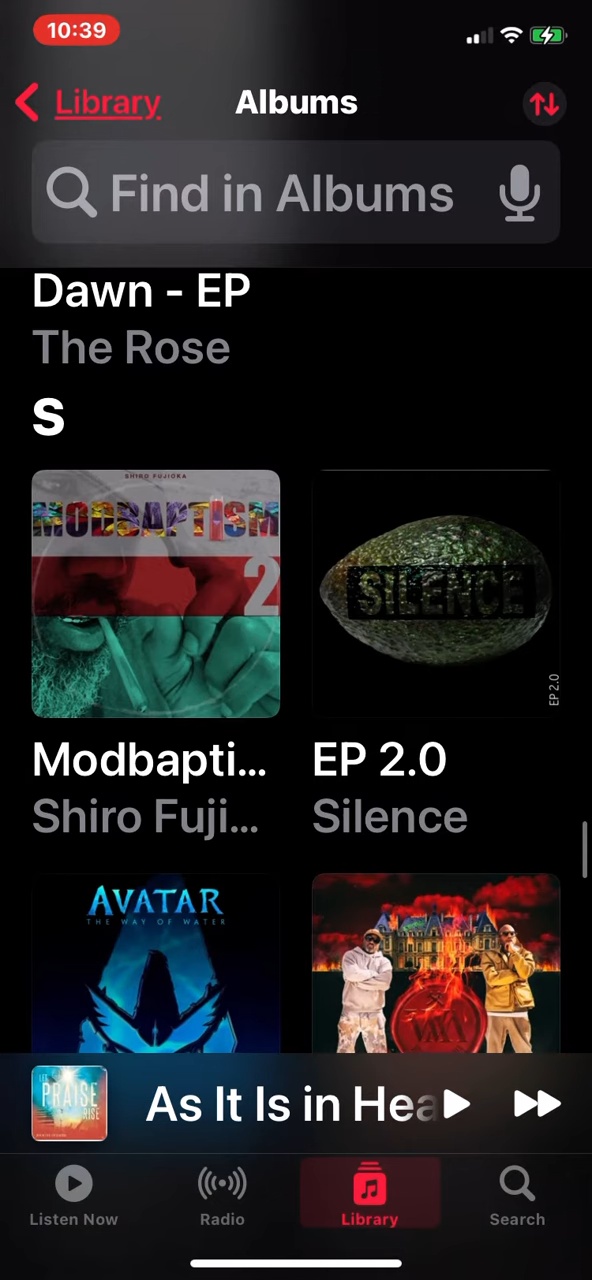 10:39
Library
Albums
Find in Albums
Dawn - EP
The Rose
S
SHIRO FUJIOKA
MODBAPTISM
2
SILENCE
EP 2.0
Modbapti...
EP 2.0
Shiro Fuji...
Silence
AVATAR
THE WAY OF WATER
PRAISE
RISE
As It Is in Hea
Listen Now
Radio
Library
Search